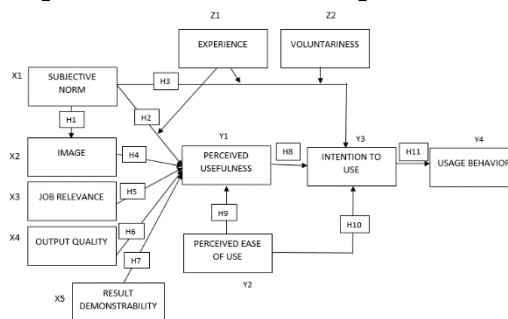 Z1
Z2
EXPERIENCE
VOLUNTARINESS
X1
SUBJECTIVE
NORM
H3
H2
H1
X2
IMAGE
H4
Y1
PERCEIVED
USEFULNESS
H8
Y3
INTENTION TO
USE
H11
Y4
USAGE BEHAVIOR
X3
JOB RELEVANCE
H5
X4
OUTPUT QUALITY
H6
H7
H9
H10
PERCEIVED EASE
OF USE
Y2
X5
RESULT
DEMONSTRABILITY